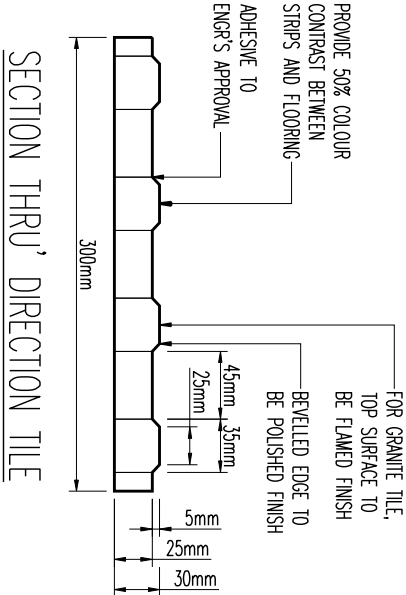 PROVIDE 50% COLOUR
CONTRAST BETWEEN
STRIPS AND FLOORING
ADHESIVE TO
ENGR'S APPROVAL
FOR GRANITE TILE,
TOP SURFACE TO
BE FLAMED FINISH
BEVELLED EDGE TO
BE POLISHED FINISH
45mm
35mm
25mm
300mm
5mm
25mm
30mm
SECTION THRU' DIRECTION TILE